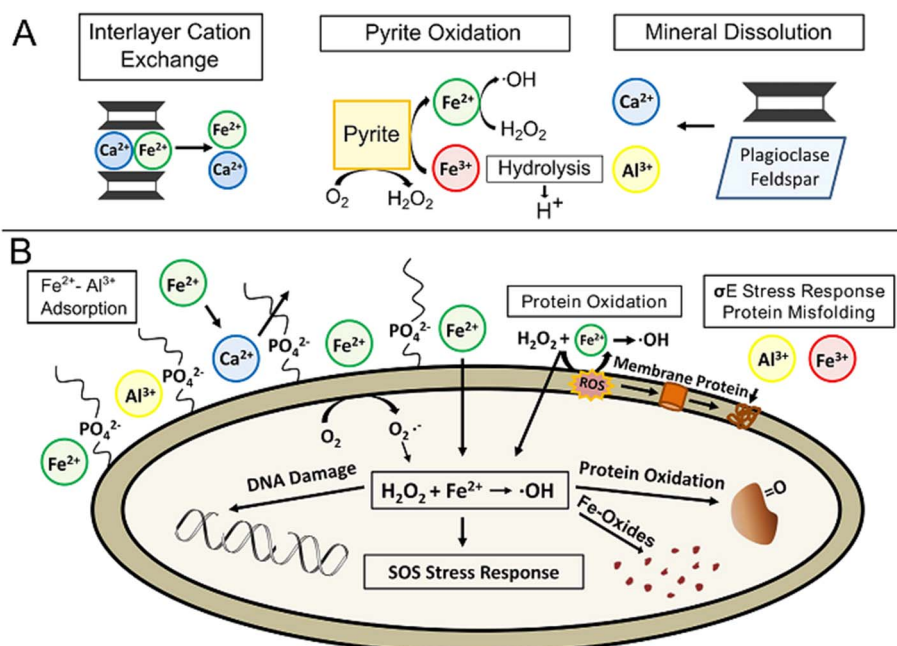 A
Interlayer Cation
Exchange
Pyrite Oxidation
Mineral Dissolution
Ca²⁺
Fe²⁺
Fe²⁺
Ca²⁺
Pyrite
O₂
H₂O₂
Fe²⁺
·OH
H₂O₂
Fe³⁺
Hydrolysis
H⁺
Ca²⁺
Al³⁺
Plagioclase
Feldspar
B
Fe²⁺- Al³⁺
Adsorption
Fe²⁺
Ca²⁺
PO₄²⁻
Fe²⁺
PO₄²⁻
Fe²⁺
PO₄²⁻
Al³⁺
PO₄²⁻
Fe²⁺
Protein Oxidation
H₂O₂ + Fe²⁺ ·OH
ROS
Membrane Protein
σE Stress Response
Protein Misfolding
Al³⁺
Fe³⁺
O₂
O₂·⁻
DNA Damage
H₂O₂ + Fe²⁺ → ·OH
Protein Oxidation
=O
Fe-Oxides
SOS Stress Response